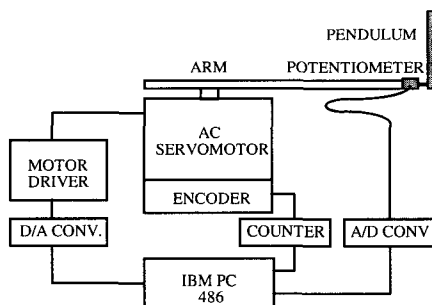 PENDULUM
ARM
POTENTIOMETER
AC
SERVOMOTOR
MOTOR
DRIVER
ENCODER
D/A CONV.
COUNTER
A/D CONV
IBM PC
486